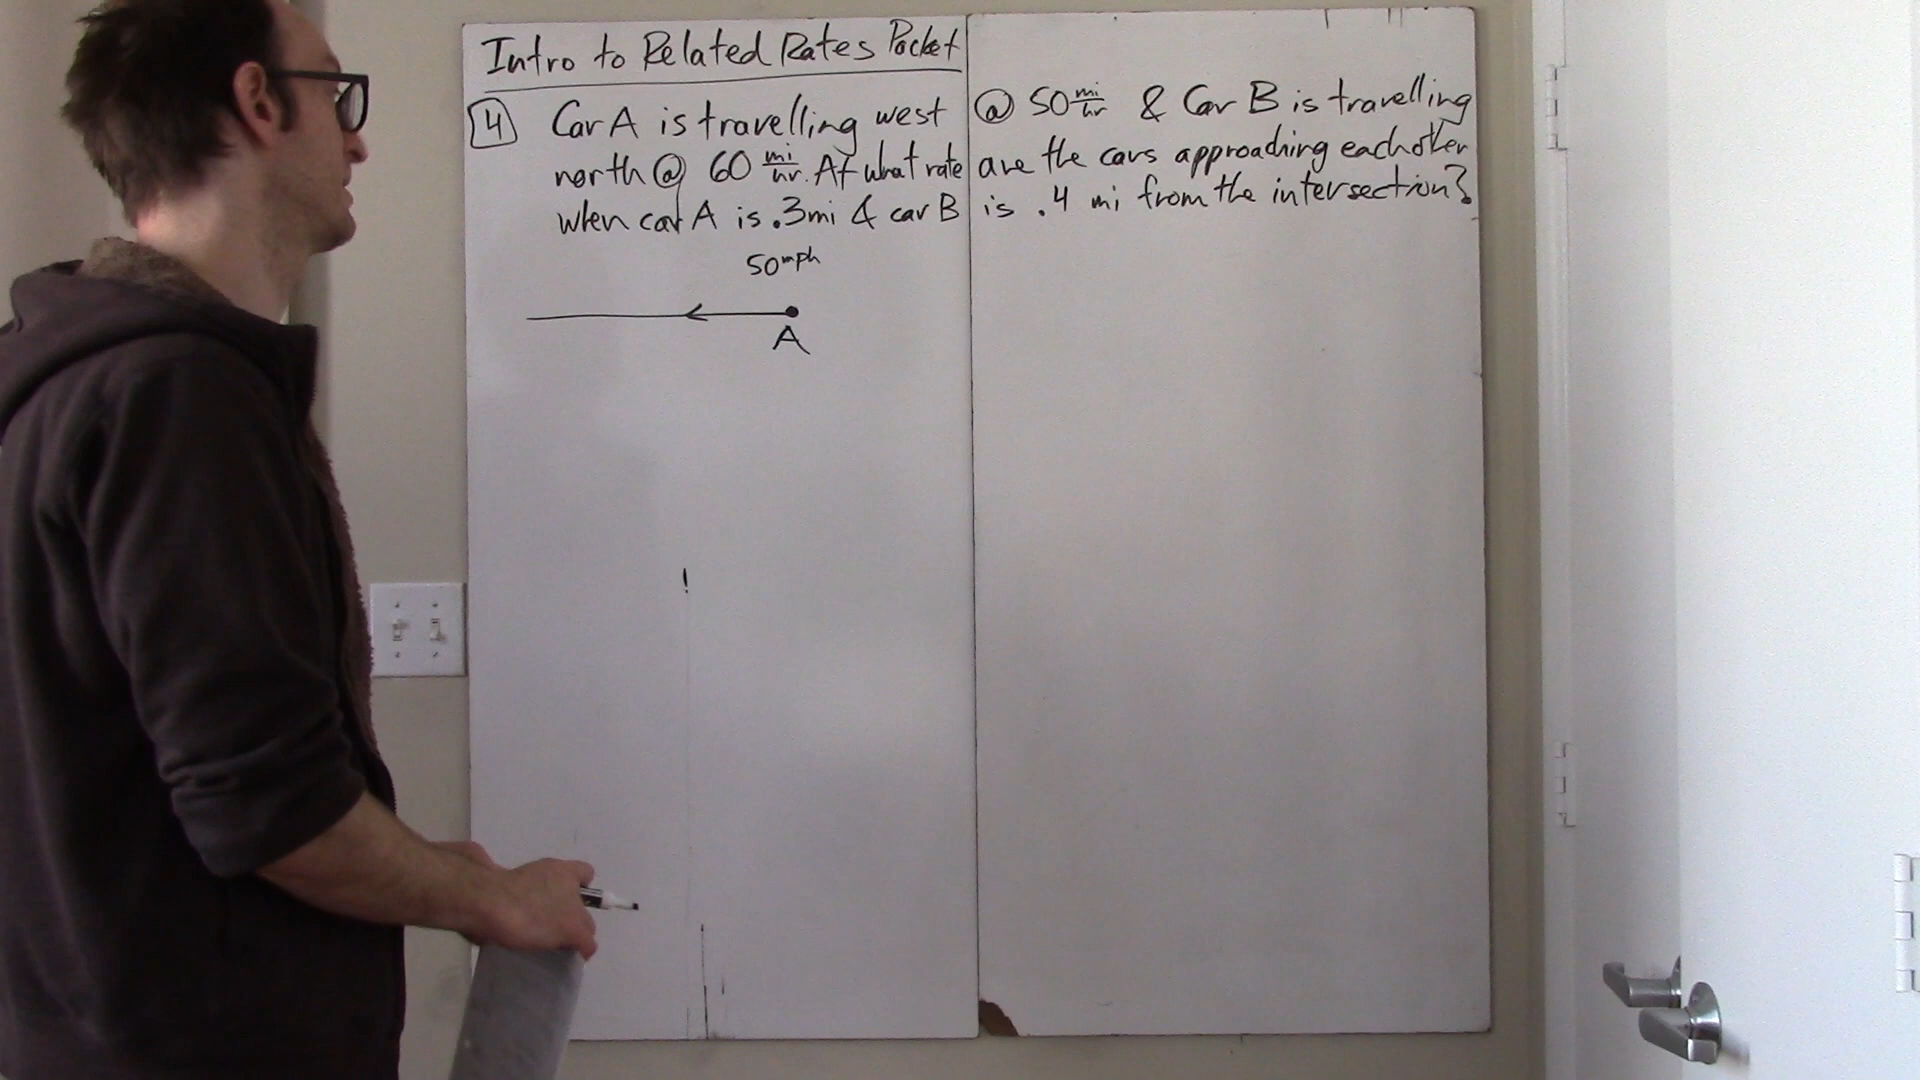 Intro to Related Rates Packet
4 Car A is travelling west @ 50 mi/hr & Car B is travelling
north @ 60 mi/hr. At what rate are the cars approaching eachother
when car A is .3mi & car B is .4 mi from the intersection?
50mph
A